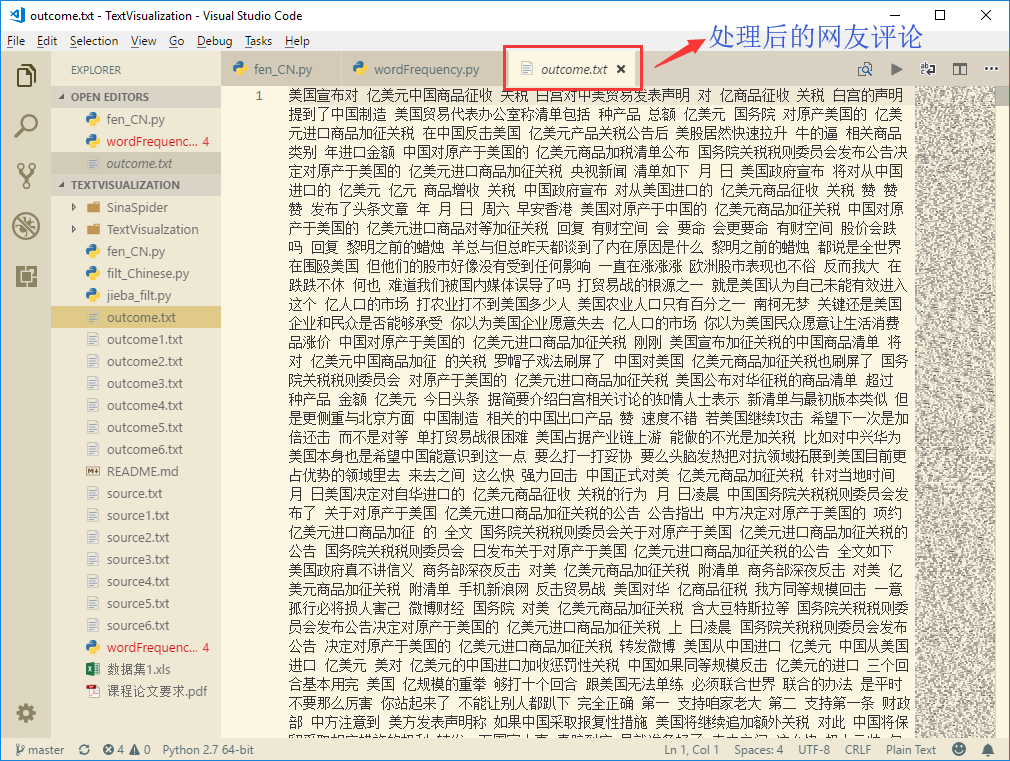 outcome.txt - TextVisualization - Visual Studio Code
File Edit Selection View Go Debug Tasks Help
处理后的网友评论
EXPLORER
fen_CN.py
wordFrequency.py
outcome.txt
OPEN EDITORS
fen_CN.py
wordFrequenc... 4
outcome.txt
TEXTVISUALIZATION
SinaSpider
TextVisualzation
fen_CN.py
filt_Chinese.py
jieba_filt.py
outcome.txt
outcome1.txt
outcome2.txt
outcome3.txt
outcome4.txt
outcome5.txt
outcome6.txt
README.md
source.txt
source1.txt
source2.txt
source3.txt
source4.txt
source5.txt
source6.txt
wordFrequenc... 4
数据集1.xls
课程论文要求.pdf
1
美国宣布对 亿美元中国商品征收 关税 白宫对中美贸易发表声明 对 亿商品征收 关税 白宫的声明
提到了中国制造 美国贸易代表办公室称清单包括 种产品 总额 亿美元 国务院 对原产美国的 亿美
元进口商品加征关税 在中国反击美国 亿美元产品关税公告后 美股居然快速拉升 牛的逼 相关商品
类别 年进口金额 中国对原产于美国的 亿美元商品加税清单公布 国务院关税税则委员会发布公告决
定对原产于美国的 亿美元进口商品加征关税 央视新闻 清单如下 月 日 美国政府宣布 将对从中国
进口的 亿美元 亿元 商品增收 关税 中国政府宣布 对从美国进口的 亿美元商品征收 关税 赞 赞
赞 发布了头条文章 年 月 日 周六 早安香港 美国对原产于中国的 亿美元加征关税 中国对原
产于美国的 亿美元进口商品对等加征关税 回复 有财空间 会 要命 会更要命 有财空间 股价会跌
吗 回复 黎明之前的蜡烛 羊总与但总昨天都谈到了内在原因是什么 黎明之前的蜡烛 都说是全世界
在围殴美国 但他们的股市好像没有受到任何影响 一直在涨涨涨 欧洲股市表现也不俗 反而我大 在
跌跌不休 何也 难道我们被国内媒体误导了吗 打贸易战的根源之一 就是美国认为自己未能有效进入
这个 亿人口的市场 打农业打不到美国多少人 美国农业人口只有百分之一 南柯无梦 关键还是美国
企业和民众是否能够承受 你以为美国企业愿意失去 亿人口的市场 你以为美国民众愿意让生活消费
品涨价 中国对原产于美国的 亿美元进口商品加征关税 刚刚 美国宣布加征关税的中国商品清单 将
对 亿美元中国商品加征 的关税 罗帽子戏法刷屏了 中国对美国 亿美元商品加征关税也刷屏了 国务
院关税税则委员会 对原产于美国的 亿美元进口商品加征关税 美国公布对华征税的商品清单 超过
种产品 金额 亿美元 今日头条 据简要介绍白宫相关讨论的知情人士表示 新清单与最初版本类似 但
是更侧重与北京方面 中国制造 相关的中国出口产品 赞 速度不错 若美国继续攻击 希望下一次是加
倍还击 而不是对等 单打贸易战很困难 美国占据产业链上游 能做的不光是加关税 比如对中兴华为
美国本身也是希望中国能意识到这一点 要么打一打妥协 要么头脑发热把对抗领域拓展到美国目前更
占优势的领域里去 来去之间 这么快 强力回击 中国正式对美 亿美元商品加征关税 针对当地时间
月 日美国决定对自华进口的 亿美元商品征收 关税的行为 月 日凌晨 中国国务院关税税则委员会发
布了 关于对原产于美国 亿美元进口商品加征关税的公告 公告指出 中方决定对原产于美国的 项约
亿美元进口商品加征 的 全文 国务院关税税则委员会关于对原产于美国 亿美元进口商品加征关税的
公告 国务院关税税则委员会 日发布关于对原产于美国 亿美元进口商品加征关税的公告 全文如下
美国政府真不讲信义 商务部深夜反击 对美 亿美元商品加征关税 附清单 商务部深夜反击 对美 亿
美元商品加征关税 附清单 手机新浪网 反击贸易战 美国对华 亿商品征税 我方同等规模回击 一意
孤行必将损人害己 微博财经 国务院 对美 亿美元商品加征关税 含大豆特斯拉等 国务院关税税则委
员会发布公告决定对原产于美国的 亿美元进口商品加征关税 上 日凌晨 国务院关税税则委员会发布
公告 决定对原产于美国的 亿美元进口商品加征关税 转发微博 美国从中国进口 亿美元 中国从美国
进口 亿美元 美对 亿美元的中国进口加收惩罚性关税 中国如果同等规模反击 亿美元的进口 三个回
合基本用完 美国 亿规模的重拳 够打十个回合 跟美国无法单练 必须联合世界 联合的办法 是平时
不要那么厉害 你站起来了 不能让别人都趴下 完全正确 第一 支持咱家老大 第二 支持第一条 财政
部 中方注意到 美方发表声明称 如果中国采取报复性措施 美国将继续追加额外关税 对此 中国将保
master 4 0 Python 2.7 64-bit Ln 1, Col 1 Spaces: 4 UTF-8 CRLF Plain Text